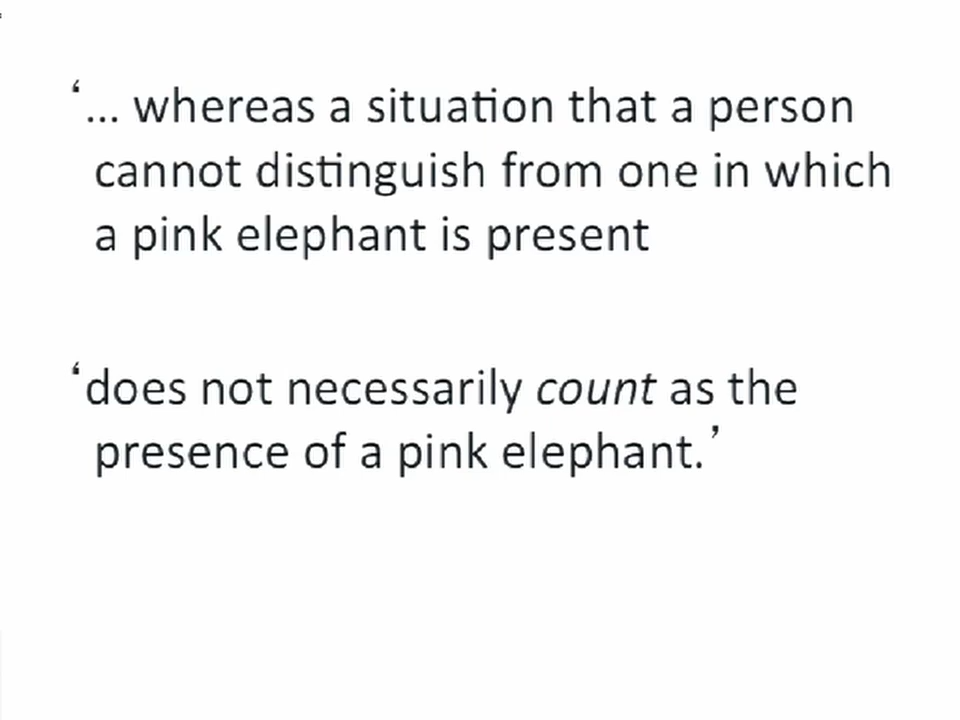 ‘... whereas a situation that a person
cannot distinguish from one in which
a pink elephant is present
‘does not necessarily count as the
presence of a pink elephant.’